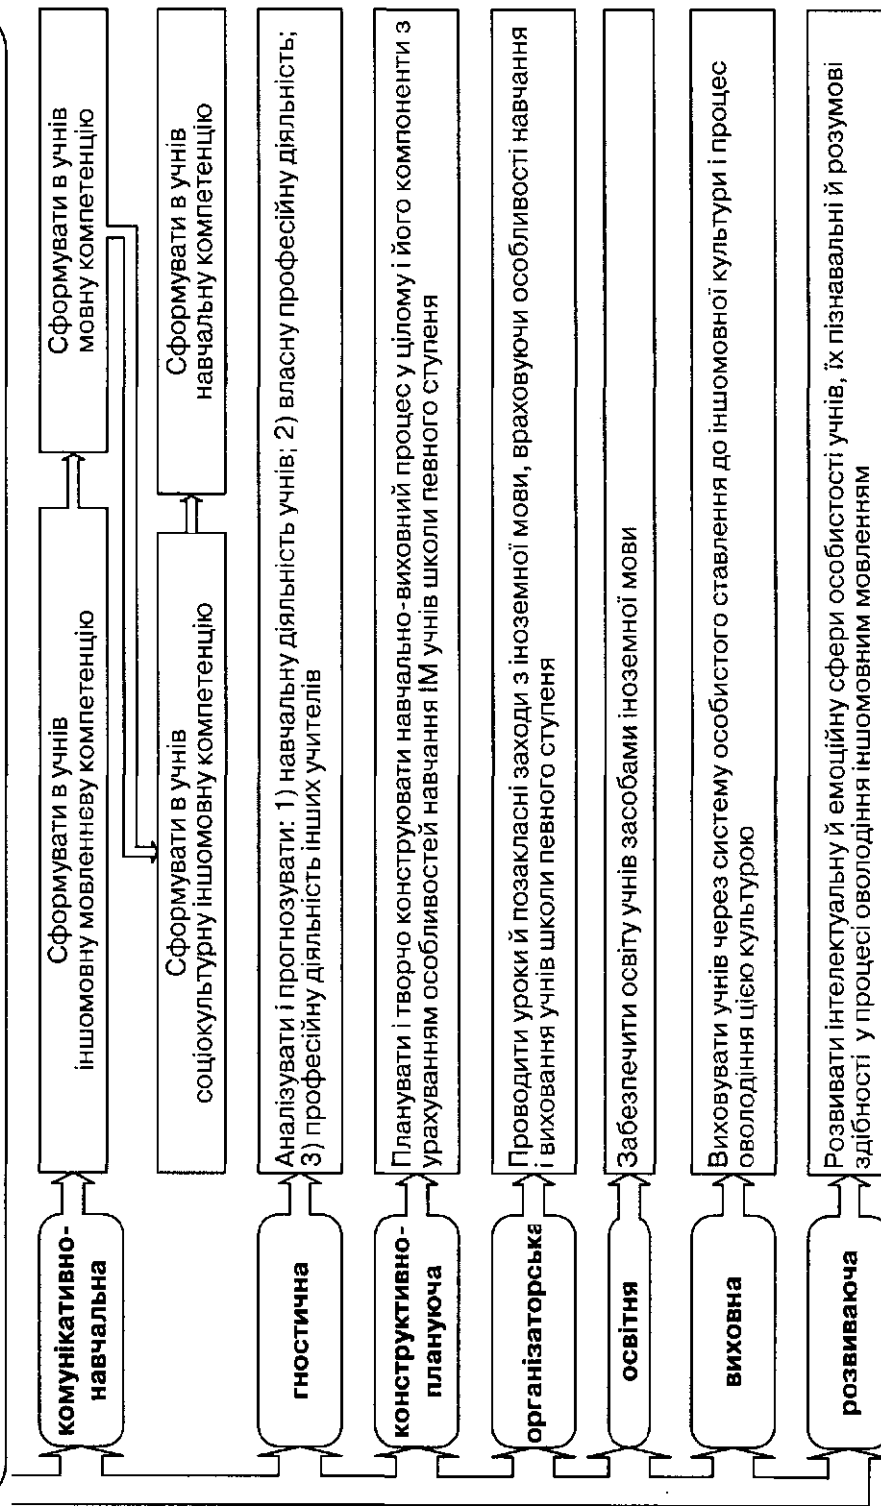 комунікативно-
навчальна
Сформувати в учнів
іншомовну мовленнєву компетенцію
Сформувати в учнів
мовну компетенцію
Сформувати в учнів
соціокультурну іншомовну компетенцію
Сформувати в учнів
навчальну компетенцію
гностична
Аналізувати і прогнозувати: 1) навчальну діяльність учнів; 2) власну професійну діяльність;
3) професійну діяльність інших учителів
конструктивно-
плануюча
Планувати і творчо конструювати навчально-виховний процес у цілому і його компоненти з
урахуванням особливостей навчання ІМ учнів школи певного ступеня
організаторська
Проводити уроки й позакласні заходи з іноземної мови, враховуючи особливості навчання
і виховання учнів школи певного ступеня
освітня
Забезпечити освіту учнів засобами іноземної мови
виховна
Виховувати учнів через систему особистого ставлення до іншомовної культури і процес
оволодіння цією культурою
розвиваюча
Розвивати інтелектуальну й емоційну сфери особистості учнів, їх пізнавальні й розумові
здібності у процесі оволодіння іншомовним мовленням